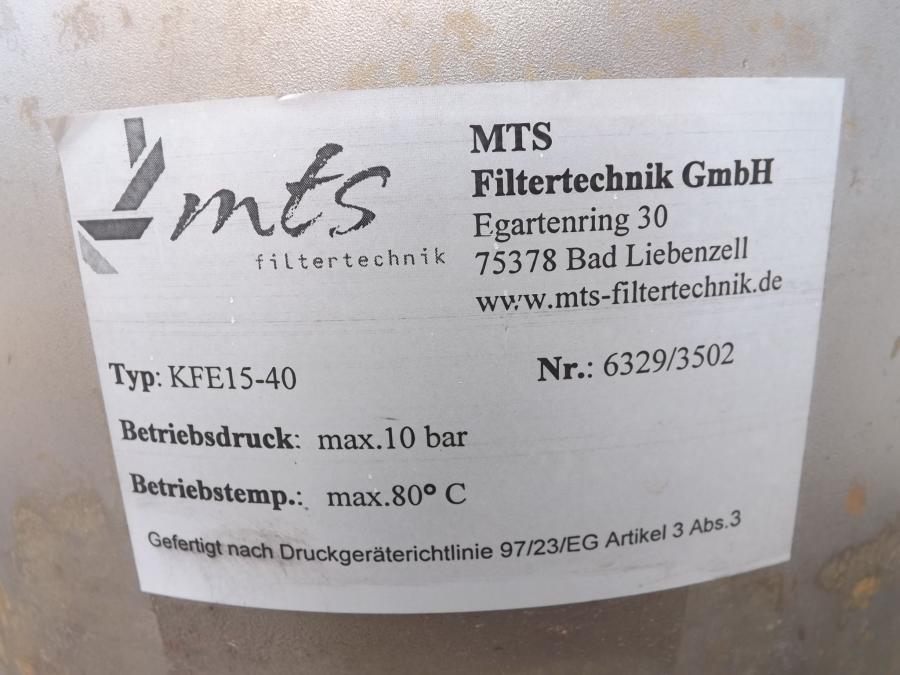 mts
filtertechnik
MTS
Filtertechnik GmbH
Egartenring 30
75378 Bad Liebenzell
www.mts-filtertechnik.de
Typ: KFE15-40
Nr.: 6329/3502
Betriebsdruck: max.10 bar
Betriebstemp.: max.80° C
Gefertigt nach Druckgeräterichtlinie 97/23/EG Artikel 3 Abs.3